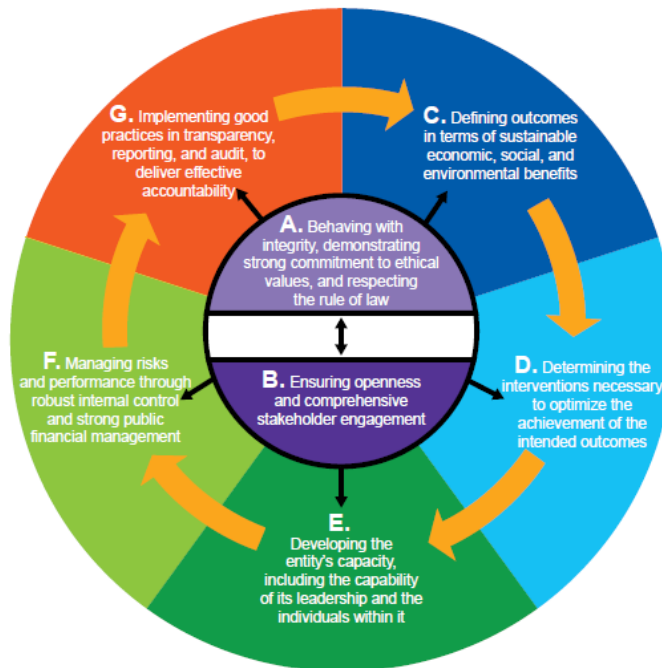 G. Implementing good
practices in transparency,
reporting, and audit, to
deliver effective
accountability
C. Defining outcomes
in terms of sustainable
economic, social, and
environmental benefits
A. Behaving with
integrity, demonstrating
strong commitment to ethical
values, and respecting
the rule of law
B. Ensuring openness
and comprehensive
stakeholder engagement
F. Managing risks
and performance through
robust internal control
and strong public
financial management
D. Determining the
interventions necessary
to optimize the
achievement of the
intended outcomes
E.
Developing the
entity's capacity,
including the capability
of its leadership and the
individuals within it